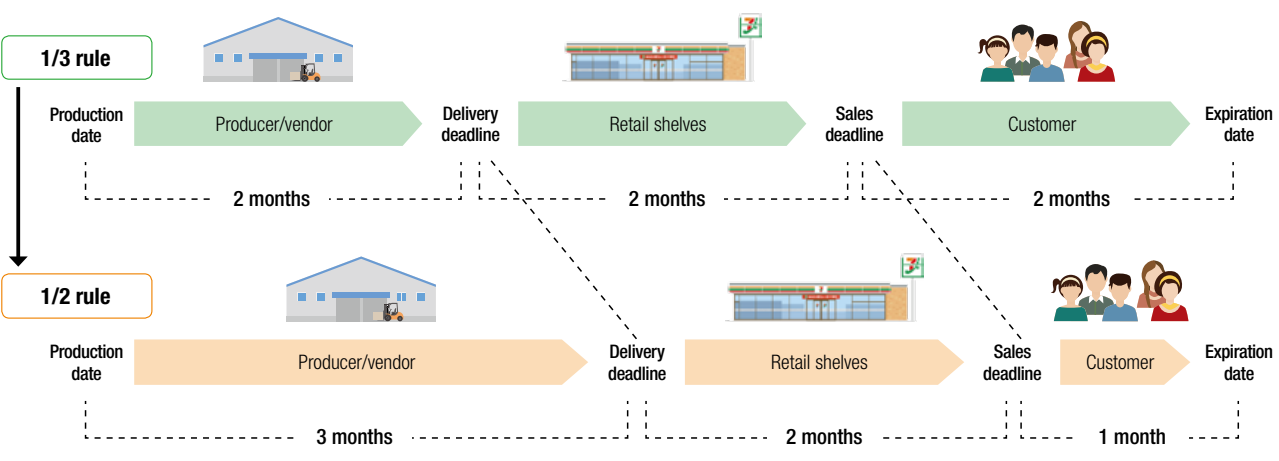 1/3 rule
Production
date
Producer/vendor
Delivery
deadline
Retail shelves
Sales
deadline
Customer
Expiration
date
2 months
2 months
2 months
1/2 rule
Production
date
Producer/vendor
Delivery
deadline
Retail shelves
Sales
deadline
Customer
Expiration
date
3 months
2 months
1 month